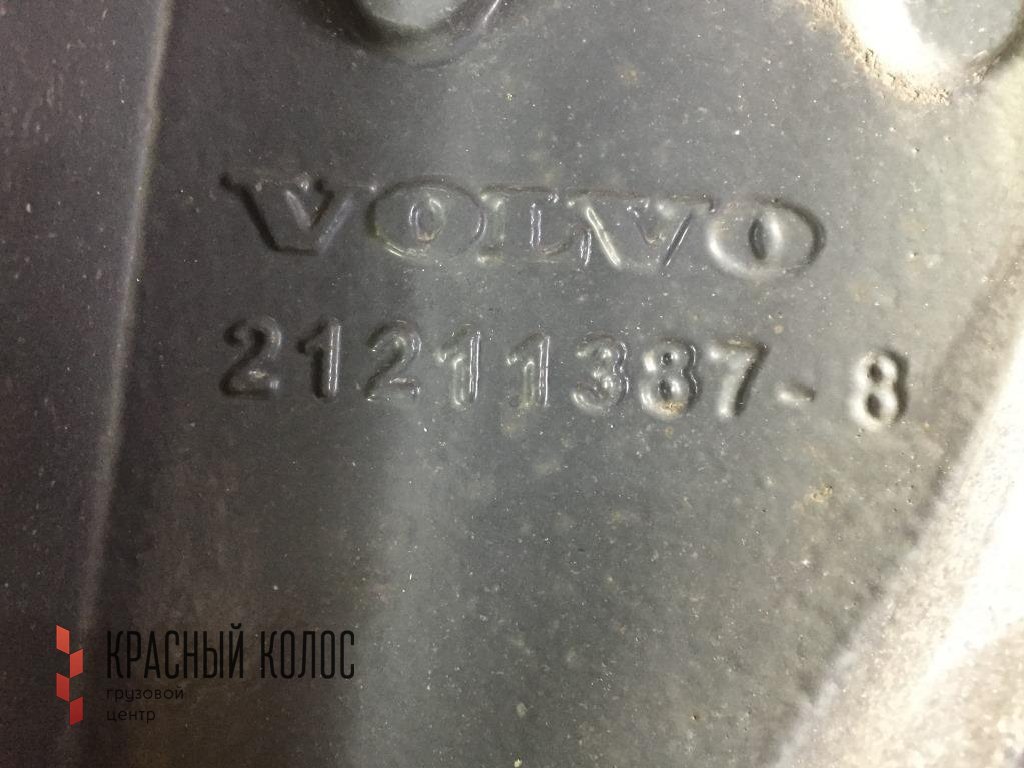 VOLVO
21211387-8
КРАСНЫЙ КОЛОС
грузовой
центр